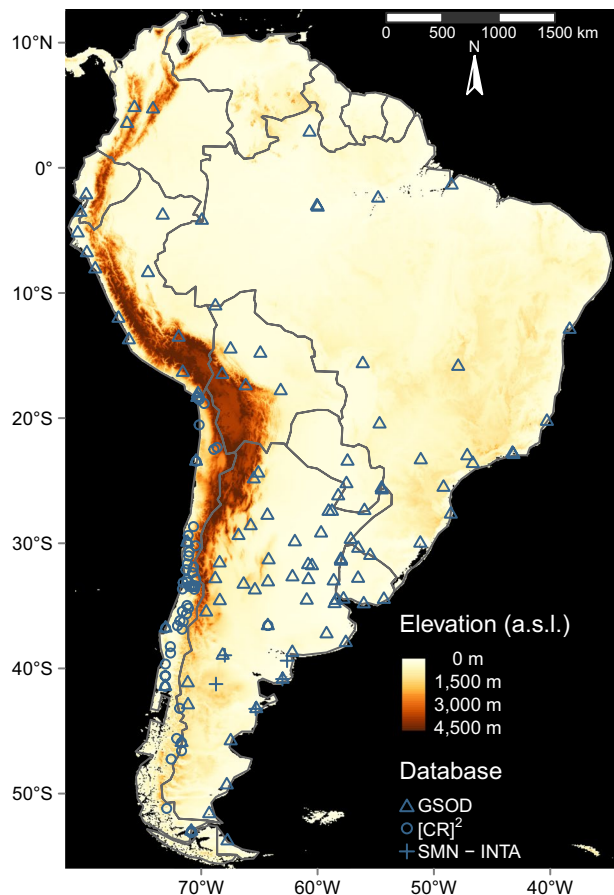 10°N
0°
10°S
20°S
30°S
40°S
50°S
70°W
60°W
50°W
40°W
0
500
1000
1500 km
N
Elevation (a.s.l.)
0 m
1,500 m
3,000 m
4,500 m
Database
GSOD
[CR]²
SMN − INTA